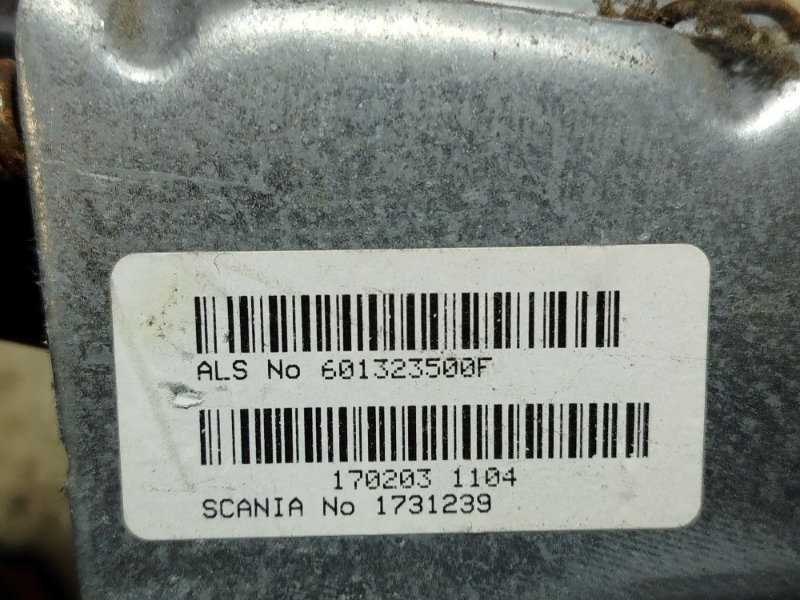 ALS No 601323500F
170203 1104
SCANIA No 1731239